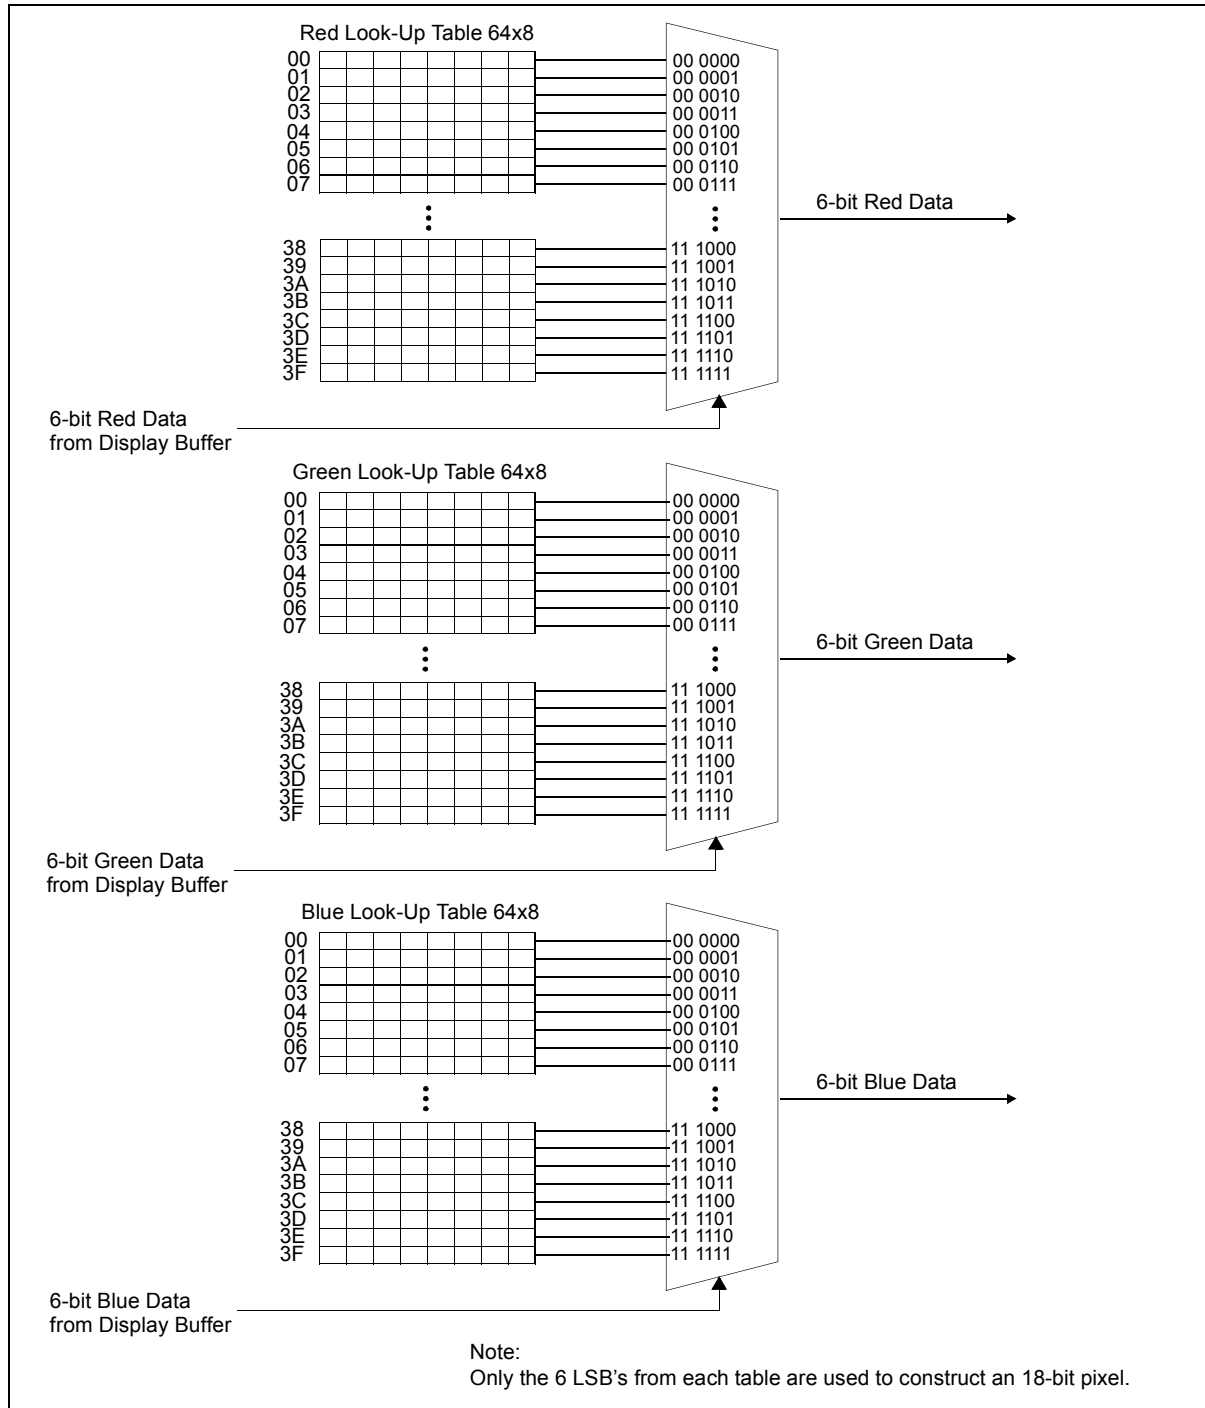 Red Look-Up Table 64x8
00 00 0000
01 00 0001
02 00 0010
03 00 0011
04 00 0100
05 00 0101
06 00 0110
07 00 0111
6-bit Red Data
38 11 1000
39 11 1001
3A 11 1010
3B 11 1011
3C 11 1100
3D 11 1101
3E 11 1110
3F 11 1111
6-bit Red Data
from Display Buffer
Green Look-Up Table 64x8
00 00 0000
01 00 0001
02 00 0010
03 00 0011
04 00 0100
05 00 0101
06 00 0110
07 00 0111
6-bit Green Data
38 11 1000
39 11 1001
3A 11 1010
3B 11 1011
3C 11 1100
3D 11 1101
3E 11 1110
3F 11 1111
6-bit Green Data
from Display Buffer
Blue Look-Up Table 64x8
00 00 0000
01 00 0001
02 00 0010
03 00 0011
04 00 0100
05 00 0101
06 00 0110
07 00 0111
6-bit Blue Data
38 11 1000
39 11 1001
3A 11 1010
3B 11 1011
3C 11 1100
3D 11 1101
3E 11 1110
3F 11 1111
6-bit Blue Data
from Display Buffer
Note:
Only the 6 LSB's from each table are used to construct an 18-bit pixel.